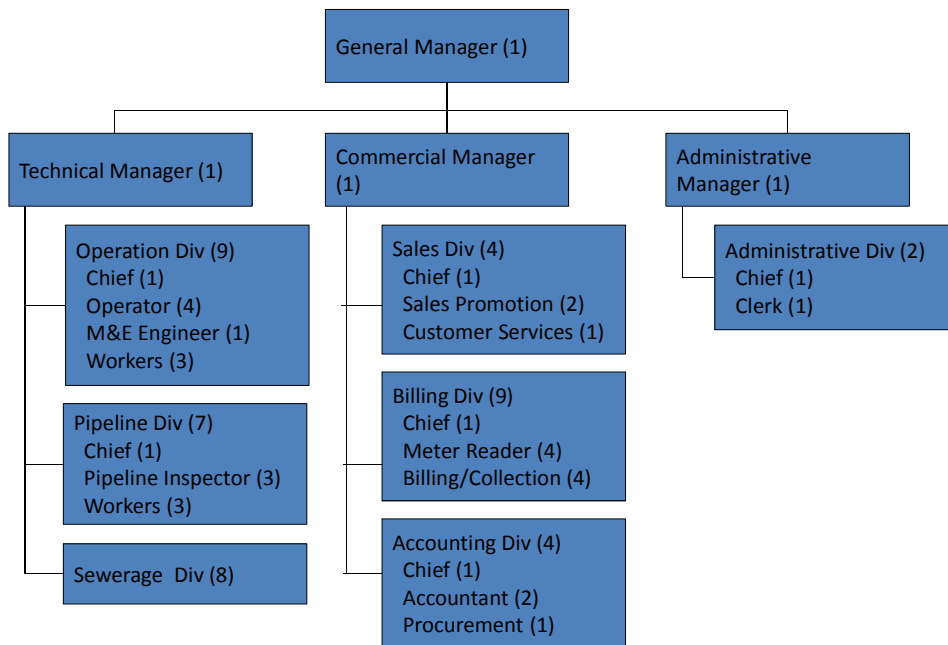 General Manager (1)
Technical Manager (1)
Commercial Manager
(1)
Administrative
Manager (1)
Operation Div (9)
Chief (1)
Operator (4)
M&E Engineer (1)
Workers (3)
Pipeline Div (7)
Chief (1)
Pipeline Inspector (3)
Workers (3)
Sewerage Div (8)
Sales Div (4)
Chief (1)
Sales Promotion (2)
Customer Services (1)
Billing Div (9)
Chief (1)
Meter Reader (4)
Billing/Collection (4)
Accounting Div (4)
Chief (1)
Accountant (2)
Procurement (1)
Administrative Div (2)
Chief (1)
Clerk (1)